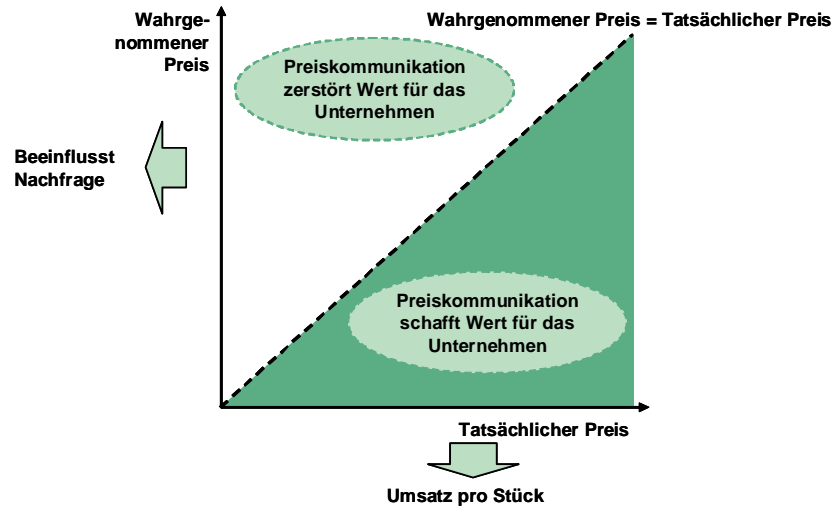 Wahrge-
nommener
Preis
Wahrgenommener Preis = Tatsächlicher Preis
Preiskommunikation
zerstört Wert für das
Unternehmen
Beeinflusst
Nachfrage
Preiskommunikation
schafft Wert für das
Unternehmen
Tatsächlicher Preis
Umsatz pro Stück